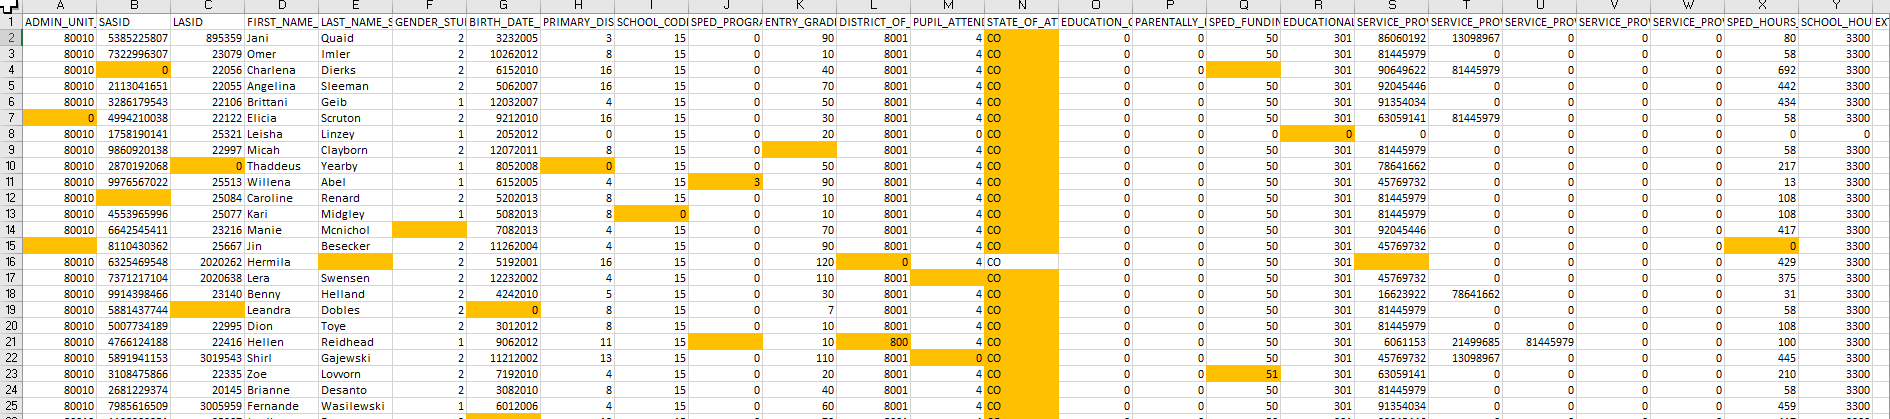 A B C D E F G H I J K L M N O P Q R S T U V W X Y
1 ADMIN_UNIT_ SASID LASID FIRST_NAME_ LAST_NAME_S GENDER_STUI BIRTH_DATE_ PRIMARY_DIS SCHOOL_CODI SPED_PROGRA ENTRY_GRADI DISTRICT_OF_ PUPIL_ATTENI STATE_OF_AT EDUCATION_C PARENTALLY_I SPED_FUNDIN EDUCATIONAL SERVICE_PROV SERVICE_PROV SERVICE_PROV SERVICE_PROV SERVICE_PROV SPED_HOURS_ SCHOOL_HOU EXT
2 80010 5385225807 895359 Jani Quaid 2 3232005 3 15 0 90 8001 4 CO 0 0 50 301 86060192 13098967 0 0 0 80 3300
3 80010 7322996307 23079 Omer Imler 2 10262012 8 15 0 10 8001 4 CO 0 0 50 301 81445979 0 0 0 0 58 3300
4 80010 0 22056 Charlena Dierks 2 6152010 16 15 0 40 8001 4 CO 0 0 301 90649622 81445979 0 0 0 692 3300
5 80010 2113041651 22055 Angelina Sleeman 2 5062007 16 15 0 70 8001 4 CO 0 0 50 301 92045446 0 0 0 0 442 3300
6 80010 3286179543 22106 Brittani Geib 1 12032007 4 15 0 50 8001 4 CO 0 0 50 301 91354034 0 0 0 0 434 3300
7 0 4994210038 22122 Elicia Scruton 2 9212010 16 15 0 30 8001 4 CO 0 0 50 301 63059141 81445979 0 0 0 58 3300
8 80010 1758190141 25321 Leisha Linzey 1 2052012 0 15 0 20 8001 0 CO 0 0 0 0 0 0 0 0 0 0 0
9 80010 9860920138 22997 Micah Clayborn 2 12072011 8 15 0 8001 4 CO 0 0 50 301 81445979 0 0 0 0 58 3300
10 80010 2870192068 0 Thaddeus Yearby 1 8052008 0 15 0 50 8001 4 CO 0 0 50 301 78641662 0 0 0 0 217 3300
11 80010 9976567022 25513 Willena Abel 1 6152005 4 15 3 90 8001 4 CO 0 0 50 301 45769732 0 0 0 0 13 3300
12 80010 25084 Caroline Renard 2 5202013 8 15 0 10 8001 4 CO 0 0 50 301 81445979 0 0 0 0 108 3300
13 80010 4553965996 25077 Kari Midgley 1 5082013 8 0 0 10 8001 4 CO 0 0 50 301 81445979 0 0 0 0 108 3300
14 80010 6642545411 23216 Manie Mcnichol 7082013 4 15 0 70 8001 4 CO 0 0 50 301 92045446 0 0 0 0 417 3300
15 8110430362 25667 Jin Besecker 2 11262004 4 15 0 90 8001 4 CO 0 0 50 301 45769732 0 0 0 0 0 3300
16 80010 6325469548 2020262 Hermila 2 5192001 16 15 0 120 0 4 CO 0 0 50 301 0 0 0 0 429 3300
17 80010 7371217104 2020638 Lera Swensen 2 12232002 4 15 0 110 8001 CO 0 0 50 301 45769732 0 0 0 0 375 3300
18 80010 9914398466 23140 Benny Helland 2 4242010 5 15 0 30 8001 4 CO 0 0 50 301 16623922 78641662 0 0 0 31 3300
19 80010 5881437744 Leandra Dobles 2 0 8 15 0 7 8001 4 CO 0 0 50 301 81445979 0 0 0 0 58 3300
20 80010 5007734189 22995 Dion Toye 2 3012012 8 15 0 10 8001 4 CO 0 0 50 301 81445979 0 0 0 0 108 3300
21 80010 4766124188 22416 Hellen Reidhead 1 9062012 11 15 10 800 4 CO 0 0 50 301 6061153 21499685 81445979 0 0 100 3300
22 80010 5891941153 3019543 Shirl Gajewski 2 11212002 13 15 0 110 8001 0 CO 0 0 50 301 45769732 13098967 0 0 0 445 3300
23 80010 3108475866 22335 Zoe Lovvorn 2 7192010 4 15 0 20 8001 4 CO 0 0 51 301 63059141 0 0 0 0 210 3300
24 80010 2681229374 20145 Brianne Desanto 2 3082010 8 15 0 40 8001 4 CO 0 0 50 301 81445979 0 0 0 0 58 3300
25 80010 7985616509 3005959 Fernande Wasilewski 1 6012006 4 15 0 60 8001 4 CO 0 0 50 301 91354034 0 0 0 0 459 3300